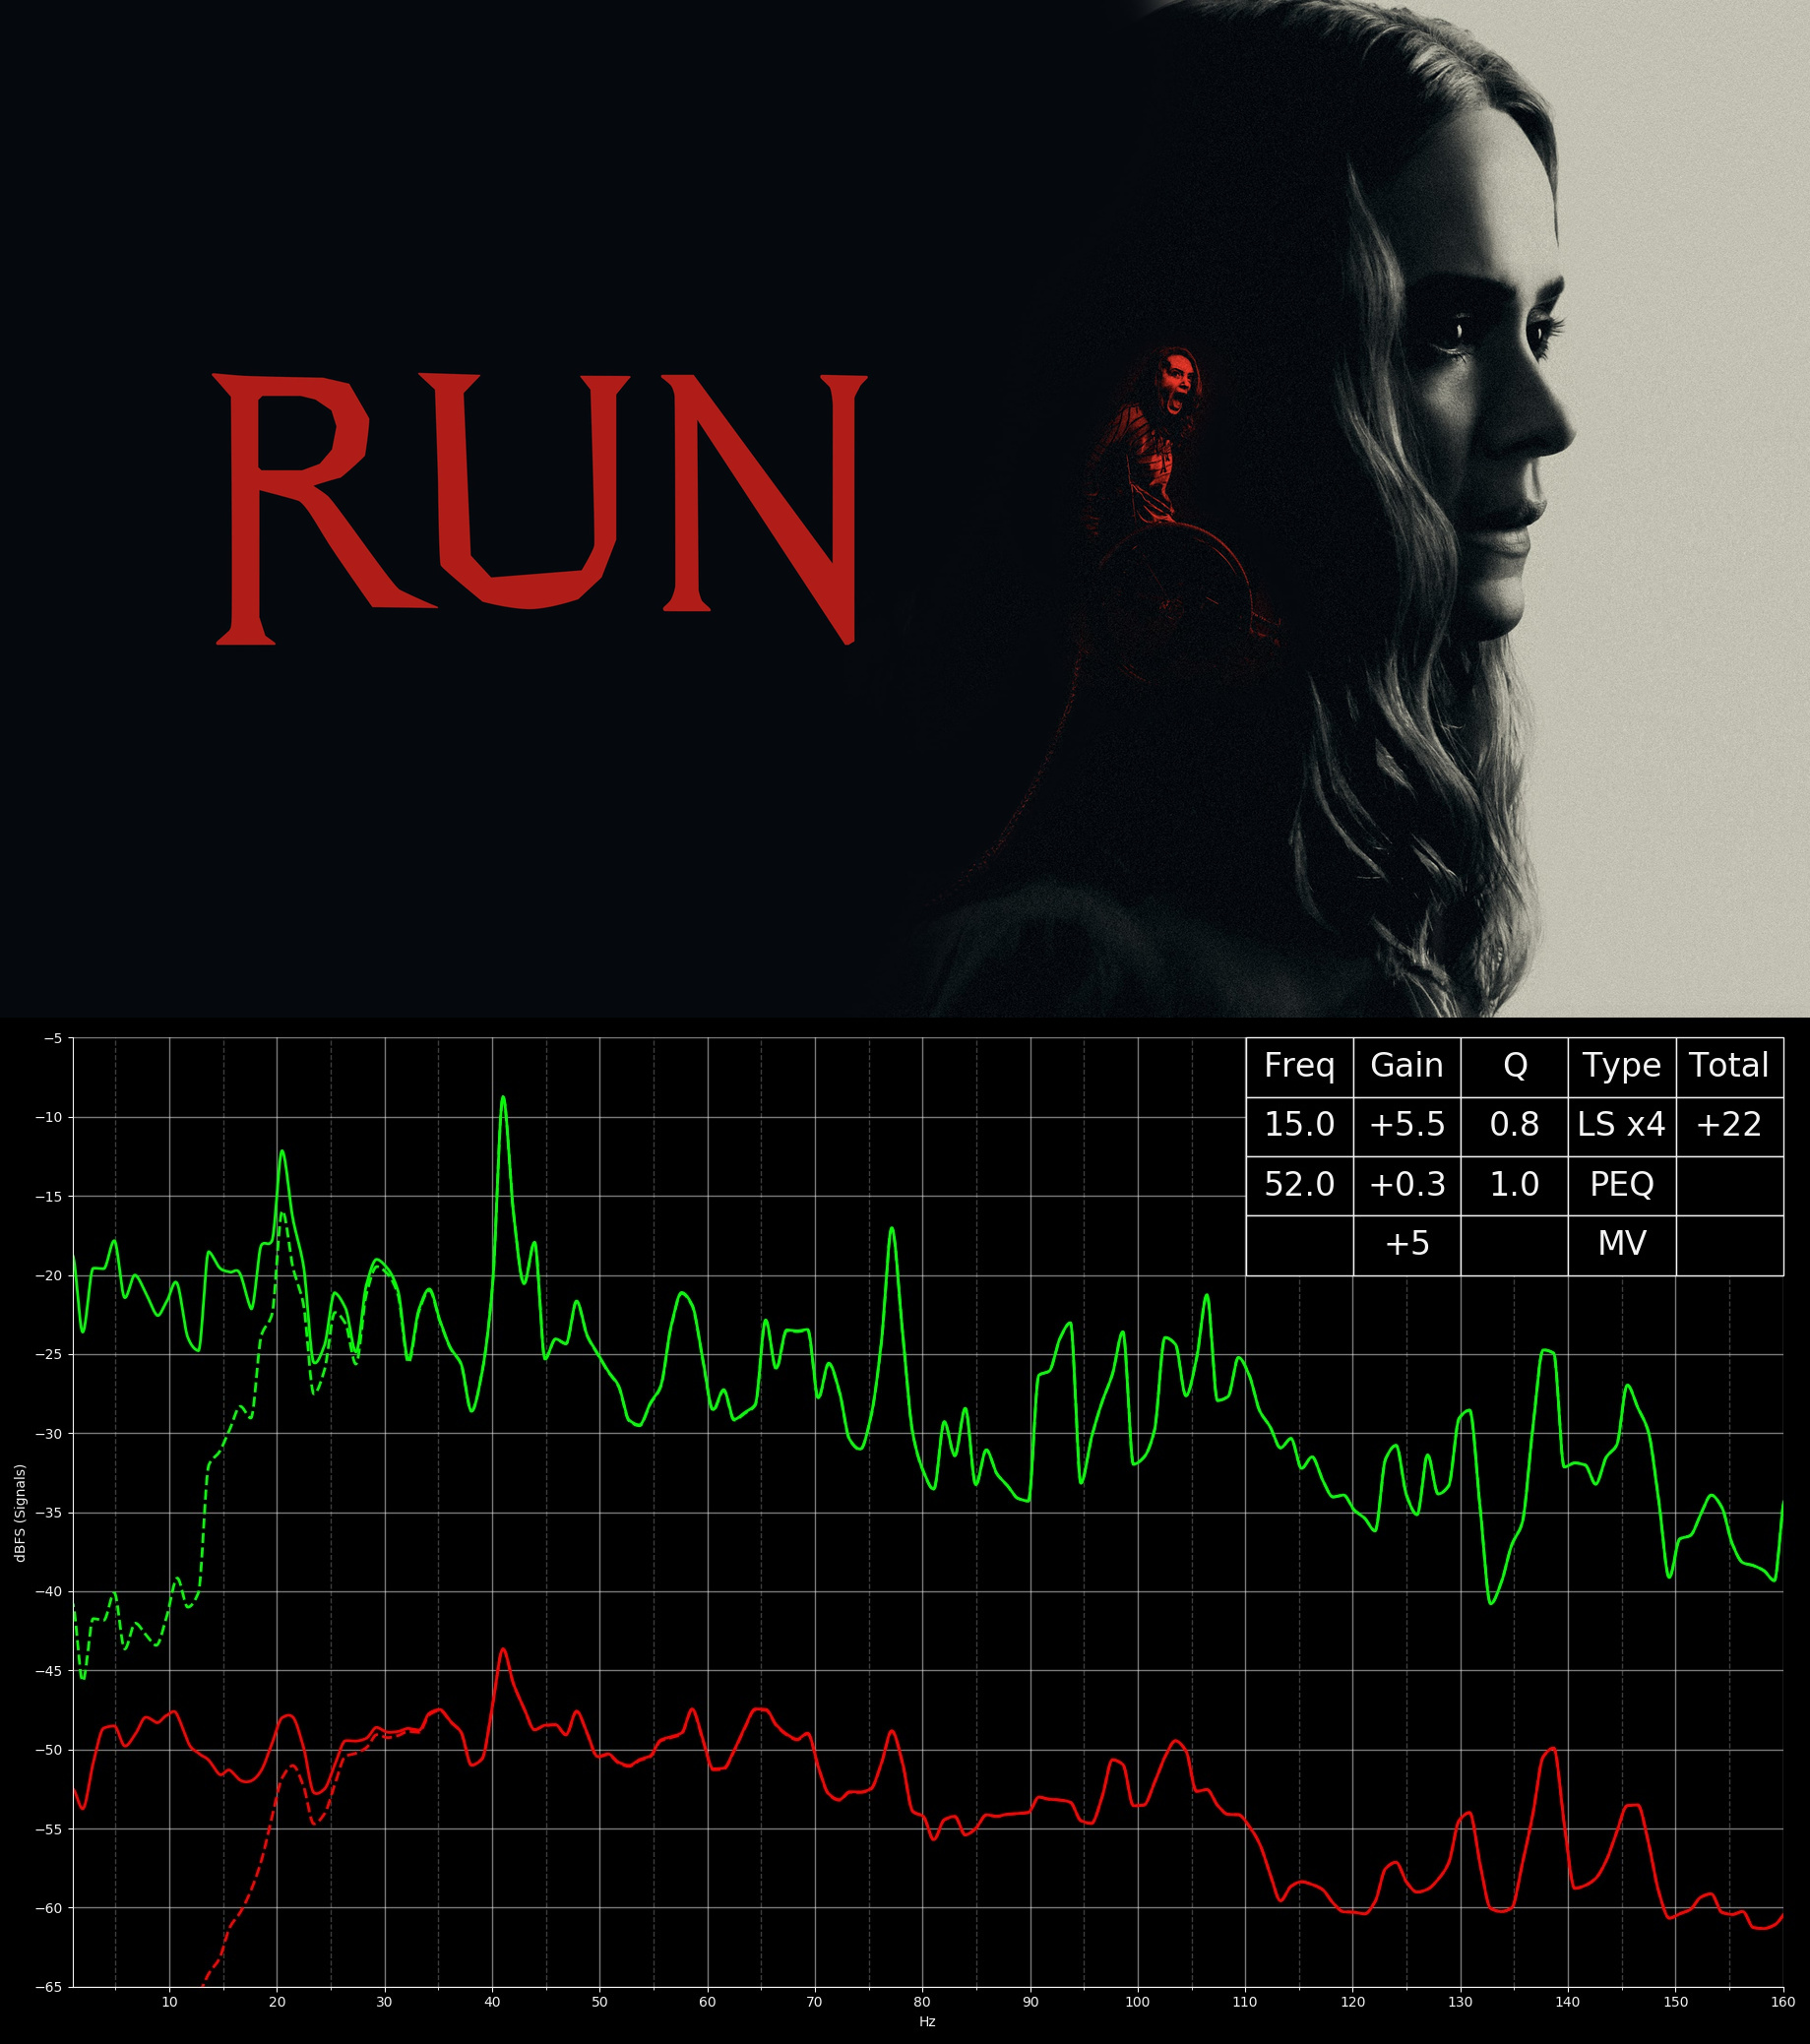 RUN
Freq Gain Q Type Total
15.0 +5.5 0.8 LS x4 +22
52.0 +0.3 1.0 PEQ
+5 MV
−5
−10
−15
−20
−25
−30
−35
−40
−45
−50
−55
−60
−65
dBFS (Signals)
10 20 30 40 50 60 70 80 90 100 110 120 130 140 150 160
Hz